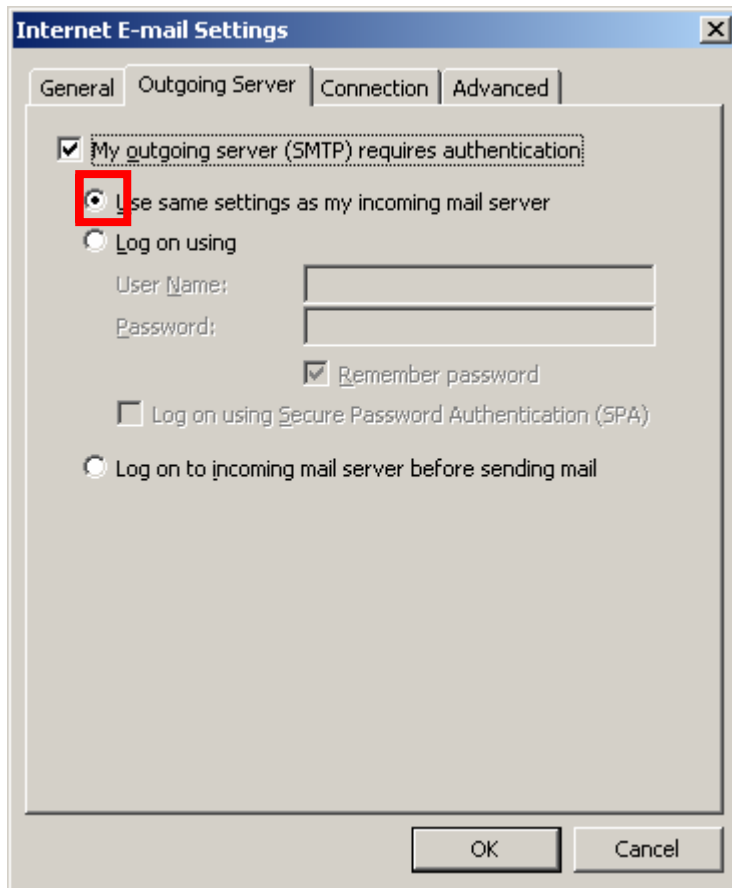 Internet E-mail Settings
General Outgoing Server Connection Advanced
My outgoing server (SMTP) requires authentication
Use same settings as my incoming mail server
Log on using
User Name:
Password:
Remember password
Log on using Secure Password Authentication (SPA)
Log on to incoming mail server before sending mail
OK Cancel